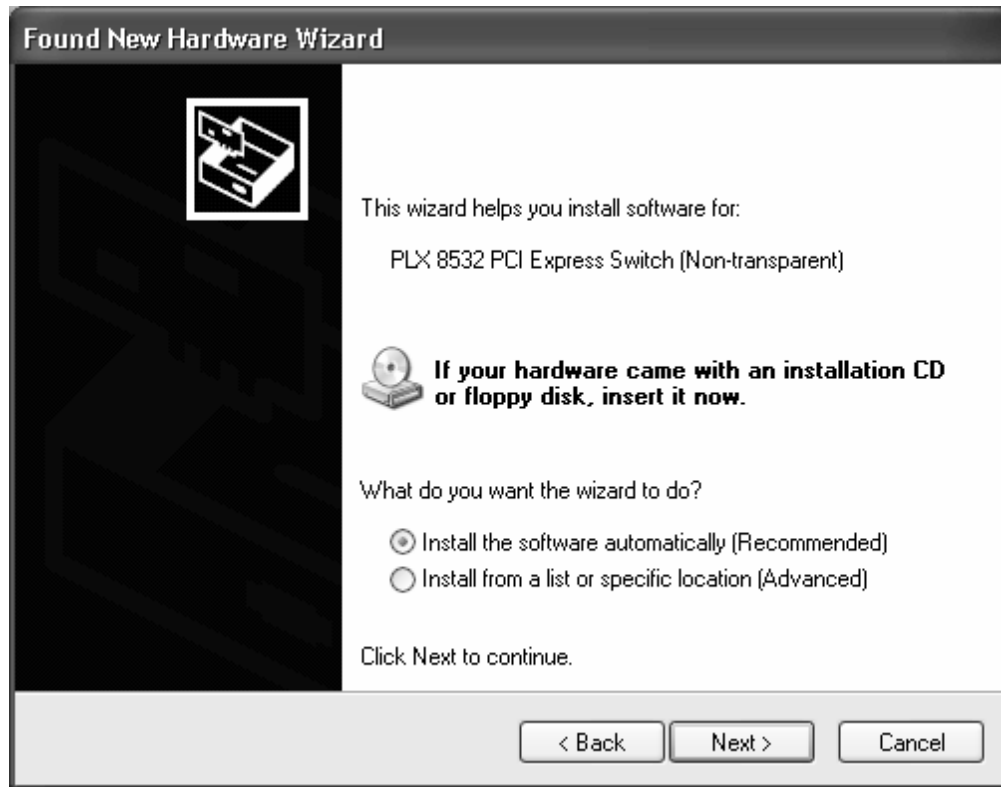 Found New Hardware Wizard
This wizard helps you install software for:
PLX 8532 PCI Express Switch (Non-transparent)
If your hardware came with an installation CD
or floppy disk, insert it now.
What do you want the wizard to do?
Install the software automatically (Recommended)
Install from a list or specific location (Advanced)
Click Next to continue.
< Back Next > Cancel